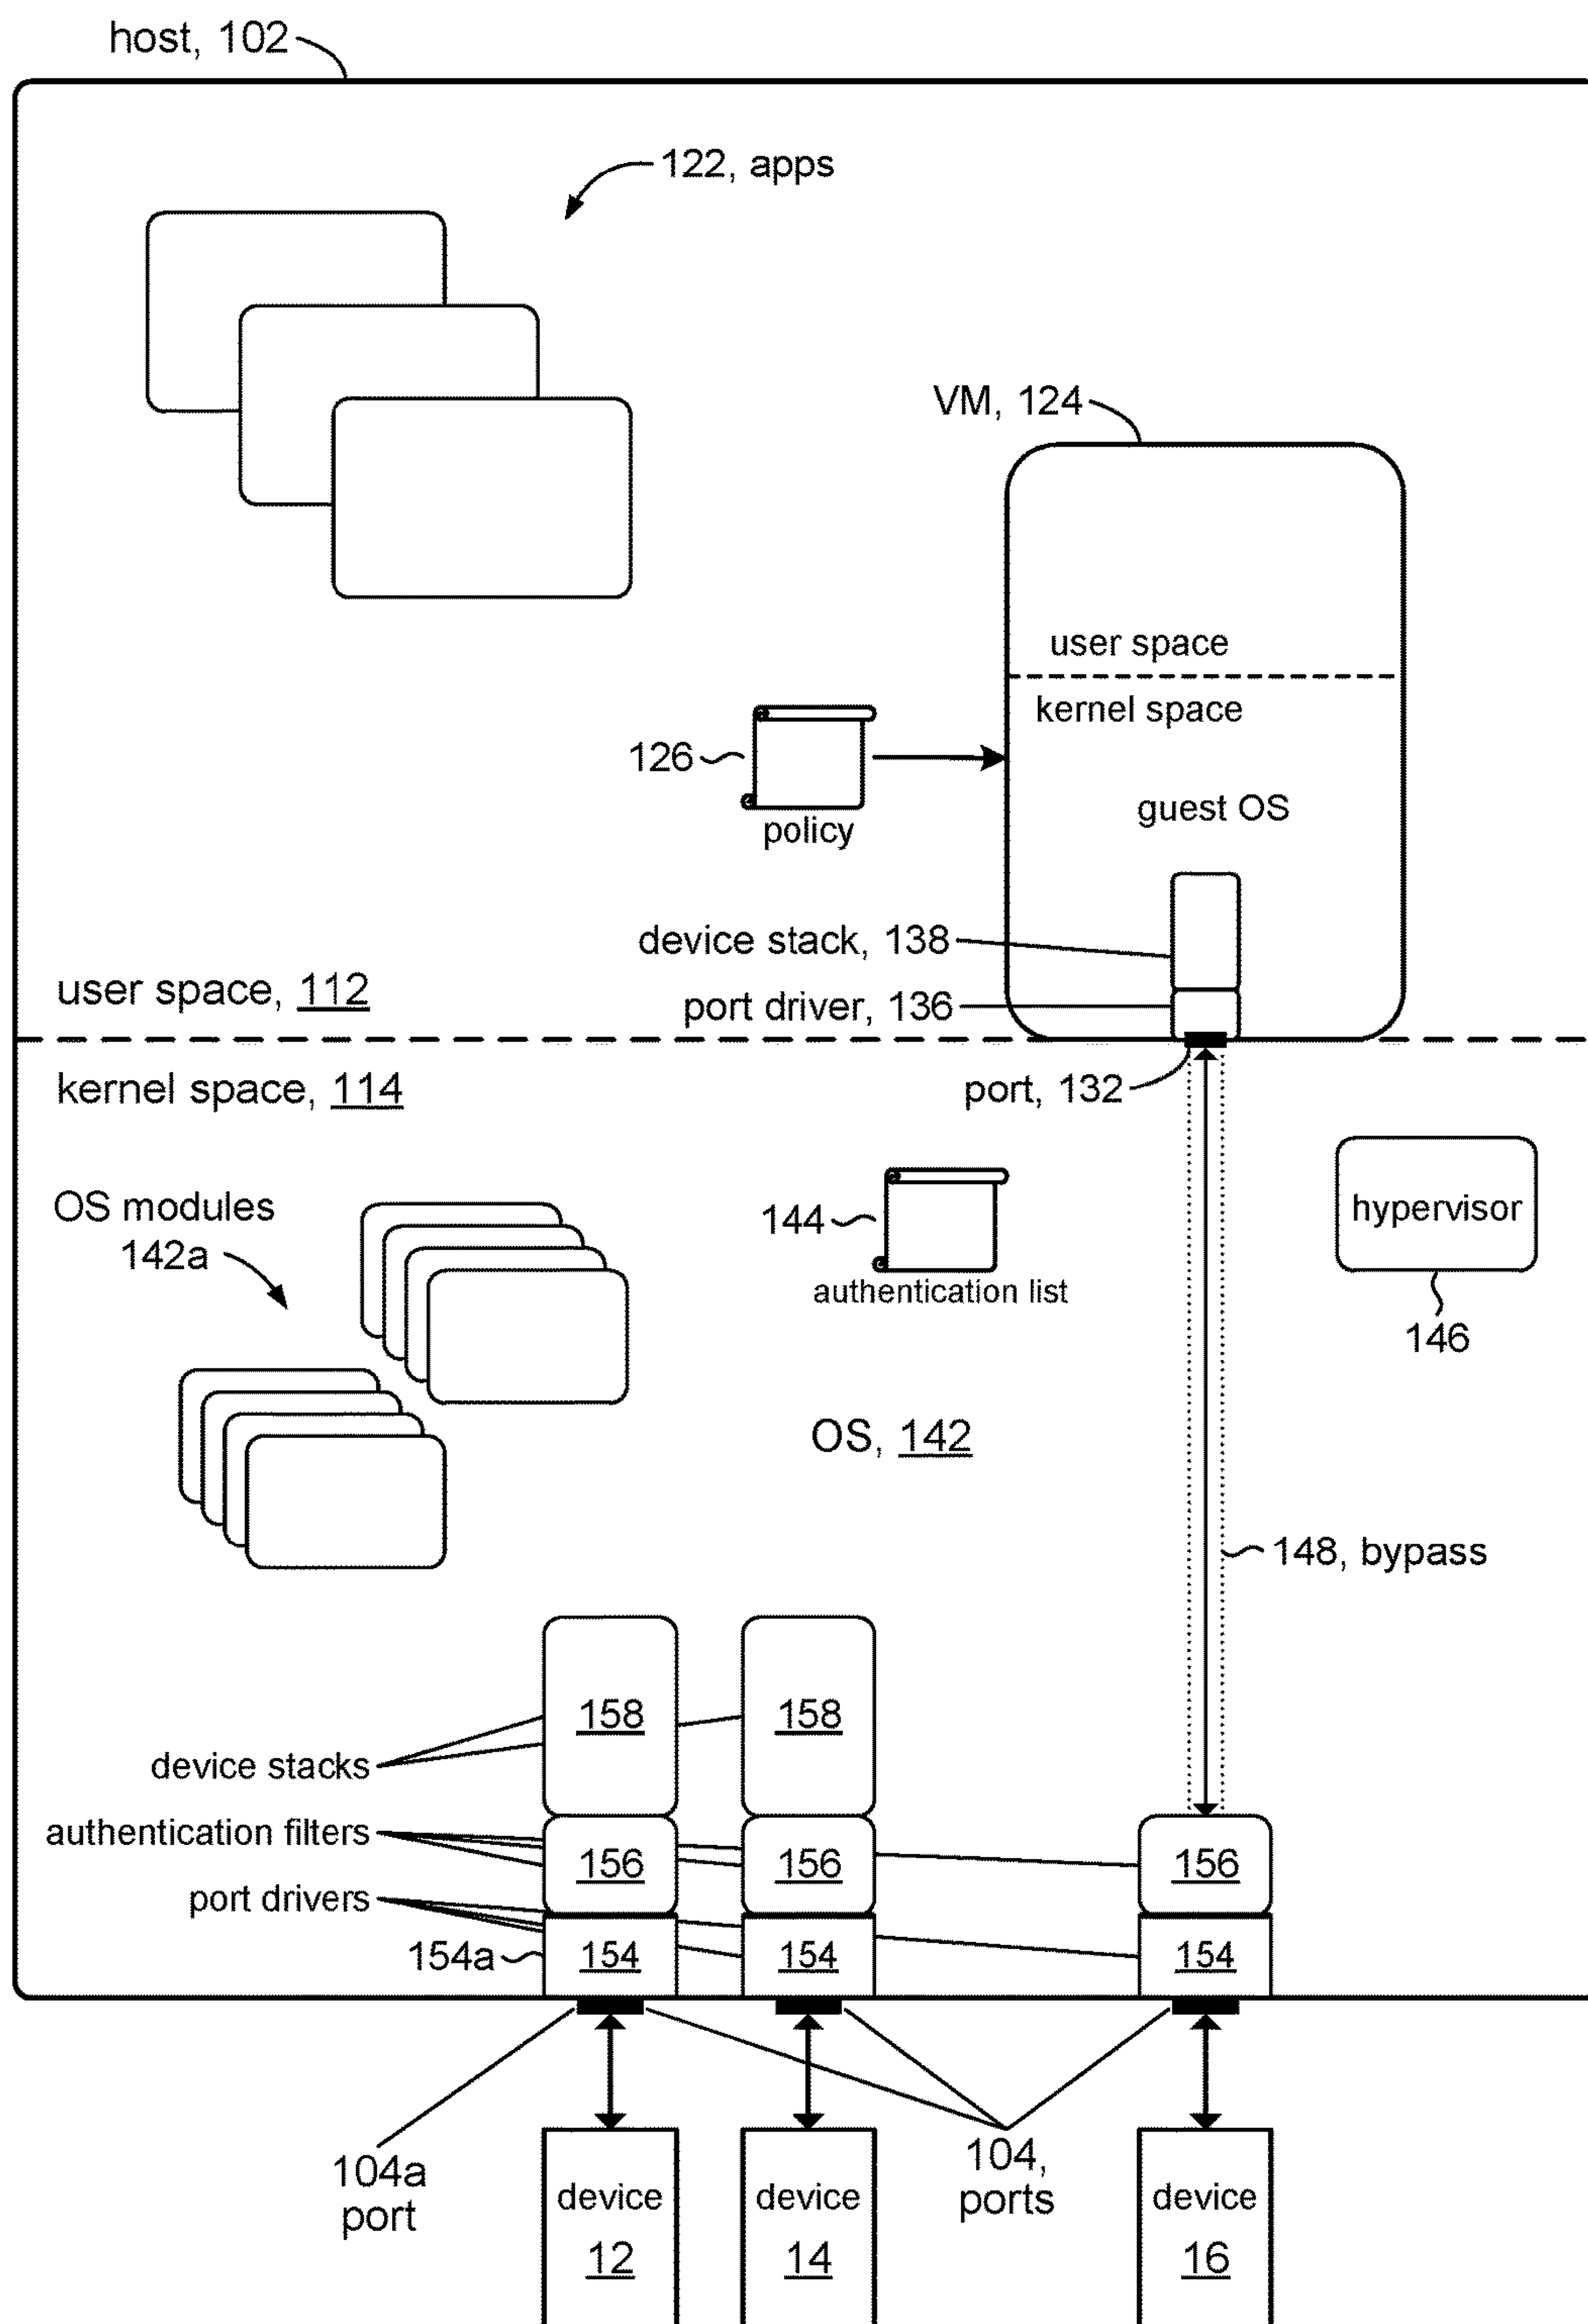 host, 102
122, apps
VM, 124
user space
kernel space
126
policy
guest OS
device stack, 138
port driver, 136
user space, 112
kernel space, 114
port, 132
OS modules
142a
144
authentication list
hypervisor
146
OS, 142
148, bypass
158
158
device stacks
authentication filters
156
156
156
port drivers
154a
154
154
154
104a
port
104,
ports
device
12
device
14
device
16